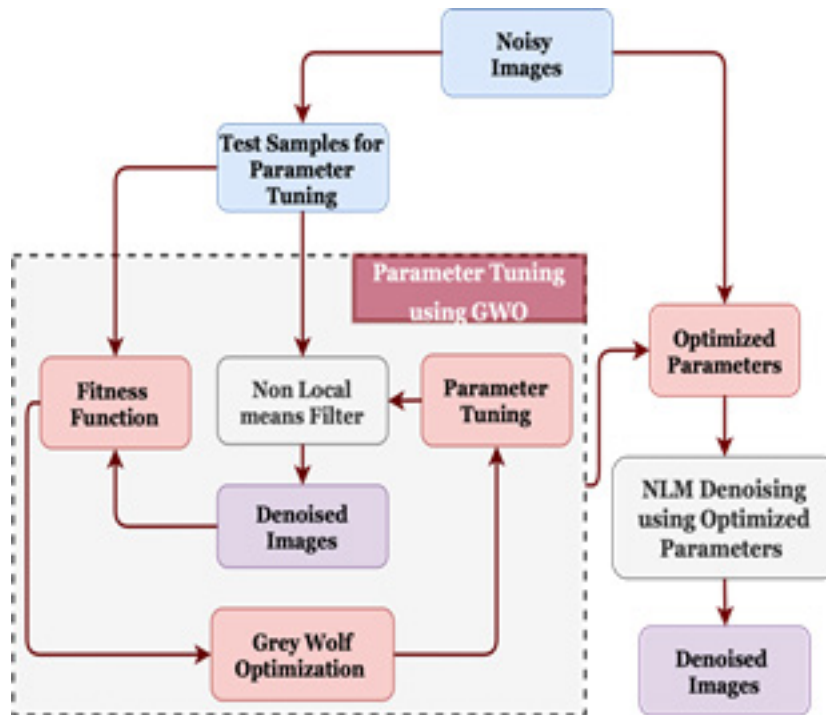 Noisy
Images
Test Samples for
Parameter
Tuning
Parameter Tuning
using GWO
Optimized
Parameters
Fitness
Function
Non Local
means Filter
Parameter
Tuning
NLM Denoising
using Optimized
Parameters
Denoised
Images
Grey Wolf
Optimization
Denoised
Images